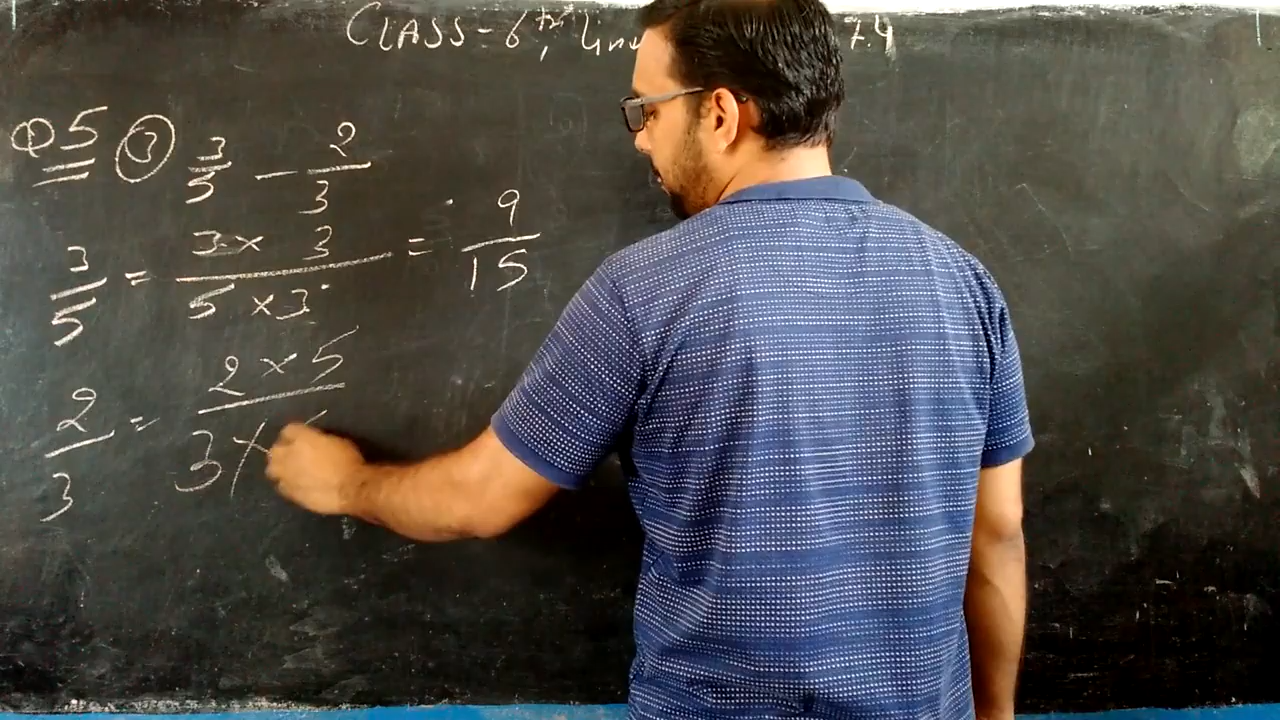 CLASS-6th, 7.4
Q5 (3) 3/5 - 2/3
3/5 = 3 x 3 / 5 x 3 = 9/15
2/3 = 2 x 5 / 3 x